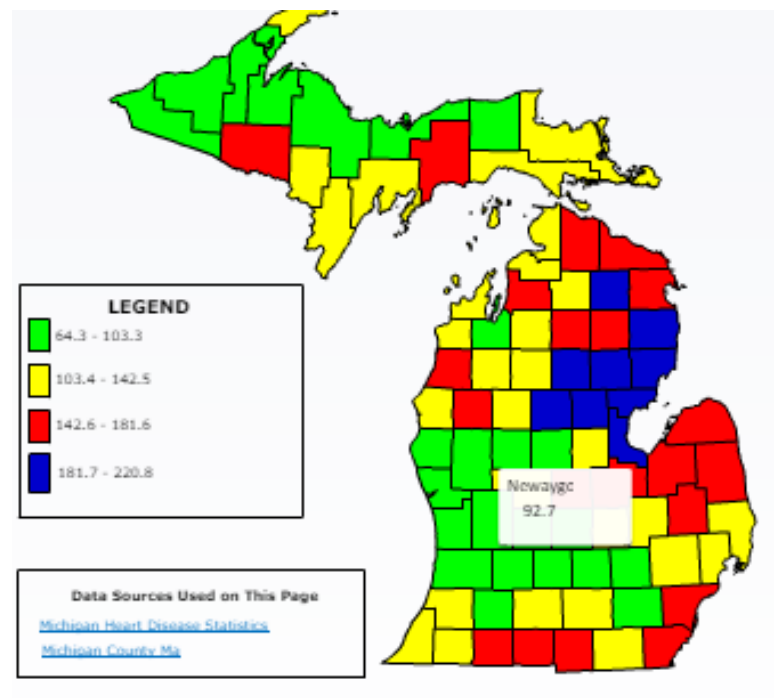 LEGEND
64.3 - 103.3
103.4 - 142.5
142.6 - 181.6
181.7 - 220.8
Newaygc
92.7
Data Sources Used on This Page
Michigan Heart Disease Statistics
Michigan County Ma